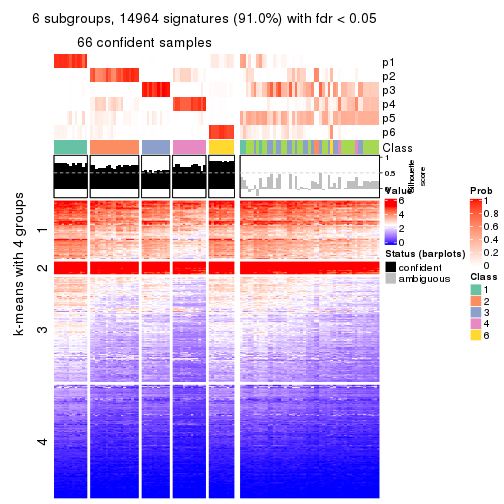 6 subgroups, 14964 signatures (91.0%) with fdr < 0.05
66 confident samples
p1
p2
p3
p4
p5
p6
Class
1
0.5
0
Silhouette
score
k-means with 4 groups
1
2
3
4
Value
6
4
2
0
Status (barplots)
confident
ambiguous
Prob
1
0.8
0.6
0.4
0.2
0
Class
1
2
3
4
6